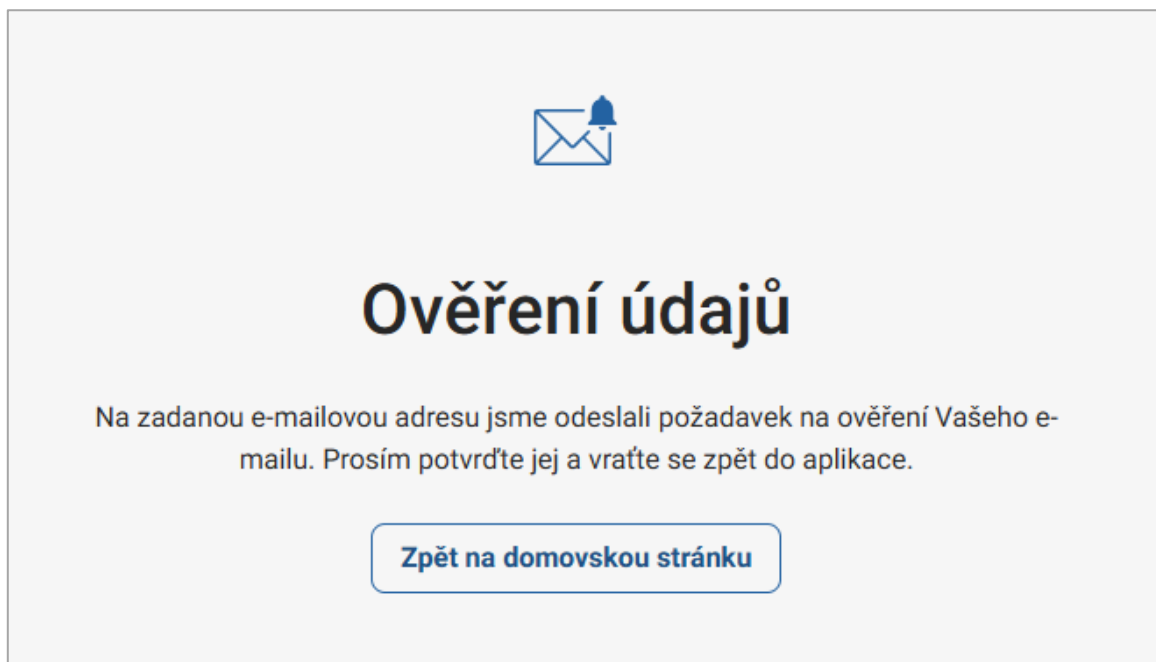 Ověření údajů
Na zadanou e-mailovou adresu jsme odeslali požadavek na ověření Vašeho e-
mailu. Prosím potvrďte jej a vraťte se zpět do aplikace.
Zpět na domovskou stránku